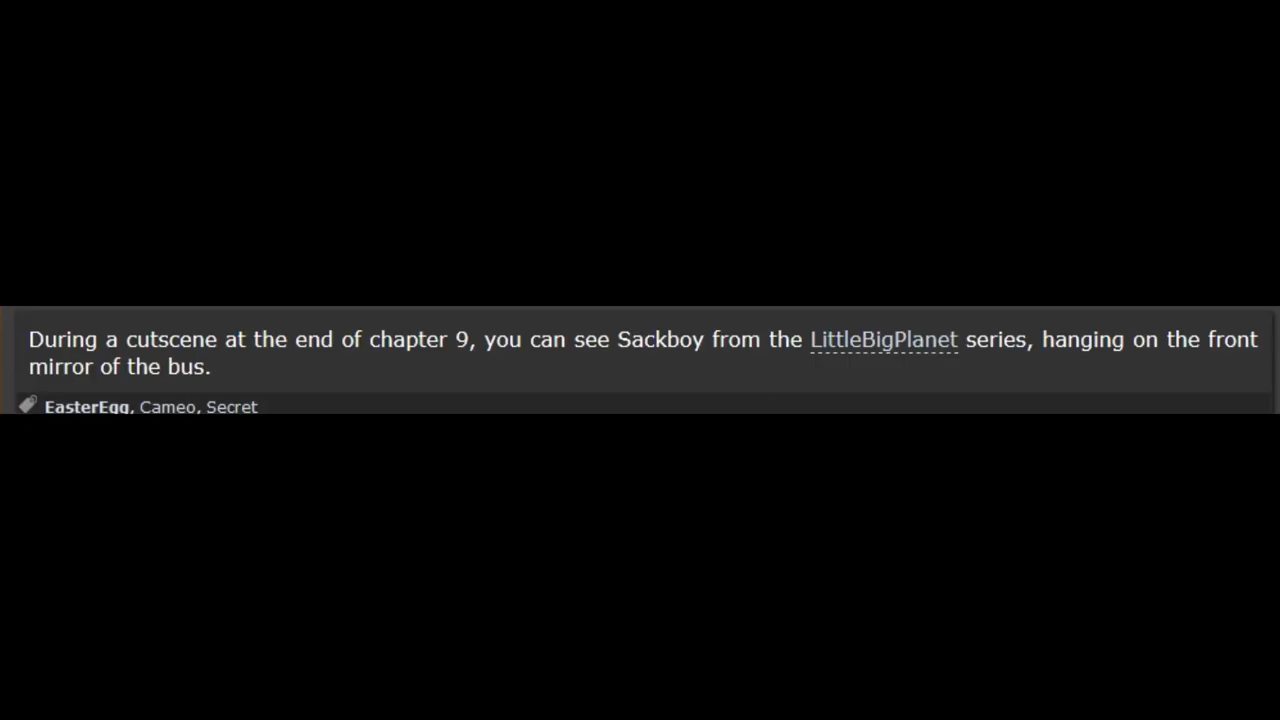 During a cutscene at the end of chapter 9, you can see Sackboy from the LittleBigPlanet series, hanging on the front
mirror of the bus.
EasterEgg, Cameo, Secret